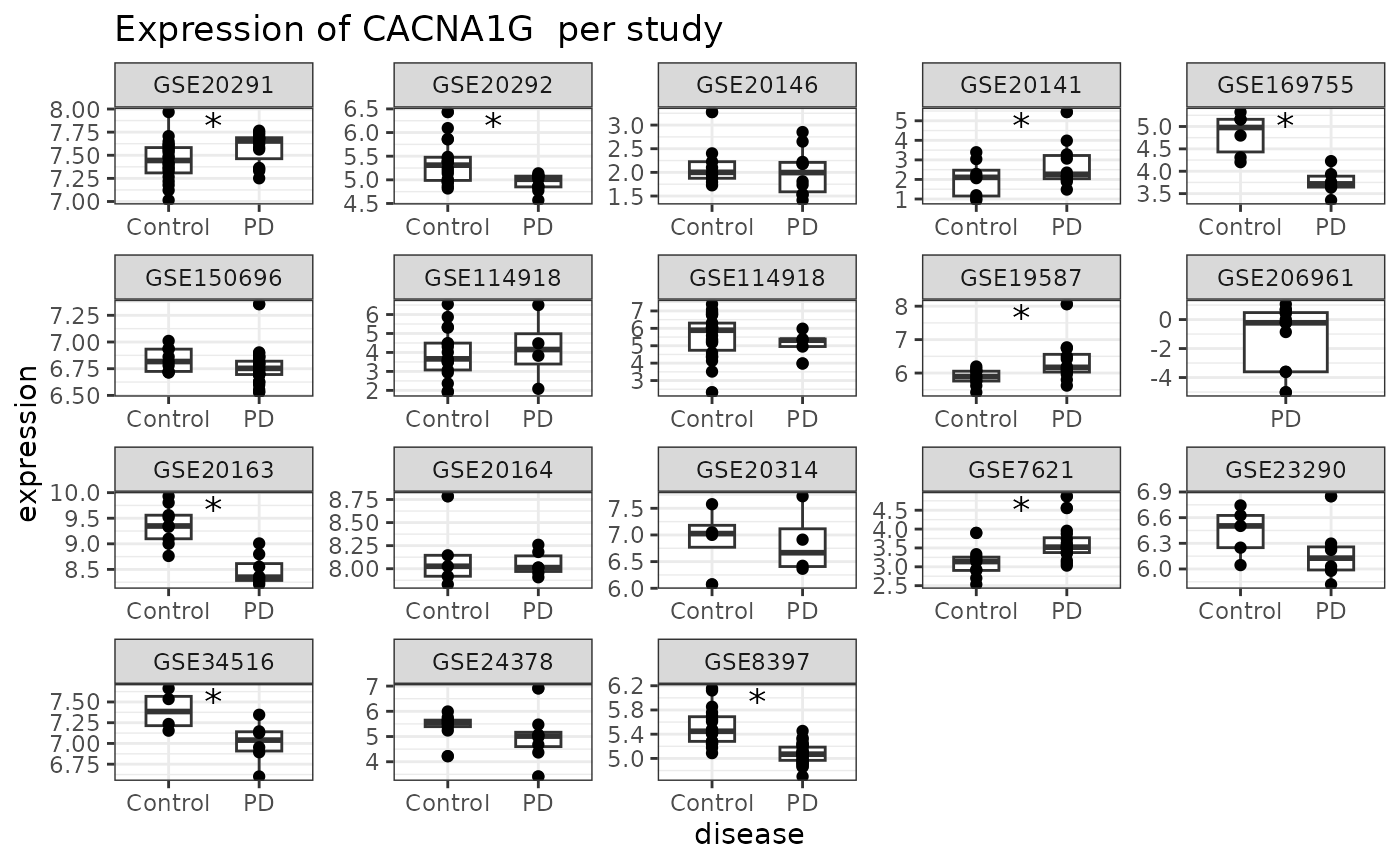 Expression of CACNA1G  per study
expression
GSE20291
8.00
7.75
7.50
7.25
7.00
*
Control PD
GSE20292
6.5
6.0
5.5
5.0
4.5
*
Control PD
GSE20146
3.0
2.5
2.0
1.5
Control PD
GSE20141
5
4
3
2
1
*
Control PD
GSE169755
5.0
4.5
4.0
3.5
*
Control PD
GSE150696
7.25
7.00
6.75
6.50
Control PD
GSE114918
6
5
4
3
2
Control PD
GSE114918
7
6
5
4
3
Control PD
GSE19587
8
7
6
*
Control PD
GSE206961
0
-2
-4
PD
GSE20163
10.0
9.5
9.0
8.5
*
Control PD
GSE20164
8.75
8.50
8.25
8.00
Control PD
GSE20314
7.5
7.0
6.5
6.0
Control PD
GSE7621
4.5
4.0
3.5
3.0
2.5
*
Control PD
GSE23290
6.9
6.6
6.3
6.0
Control PD
GSE34516
7.50
7.25
7.00
6.75
*
Control PD
GSE24378
7
6
5
4
Control PD
GSE8397
6.2
5.8
5.4
5.0
*
Control PD
disease